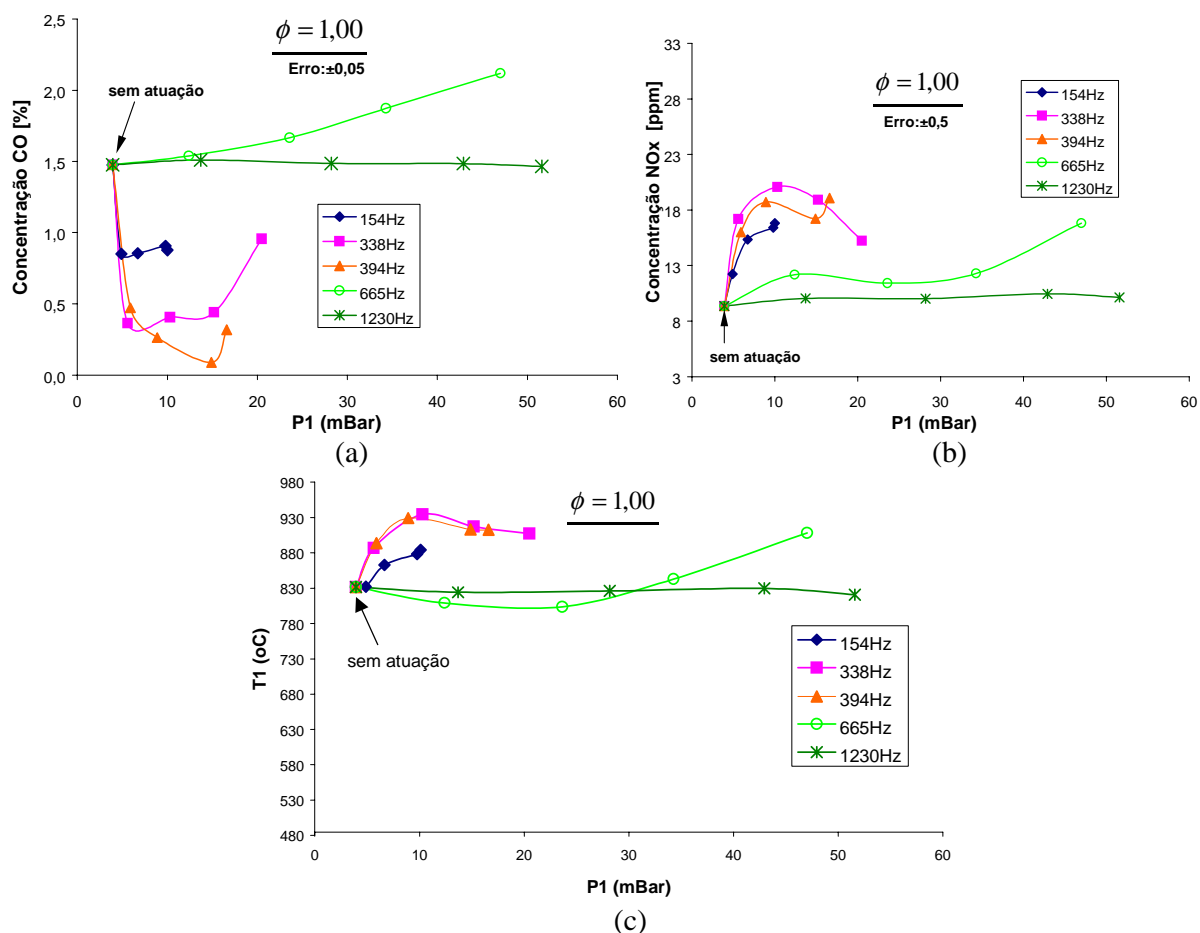 ϕ = 1,00
Erro:±0,05
sem atuação
Concentração CO [%]
2,5
2,0
1,5
1,0
0,5
0,0
154Hz
338Hz
394Hz
665Hz
1230Hz
0 10 20 30 40 50 60
P1 (mBar)
(a)
ϕ = 1,00
Erro:±0,5
Concentração NOx [ppm]
33
28
23
18
13
8
3
154Hz
338Hz
394Hz
665Hz
1230Hz
sem atuação
0 10 20 30 40 50 60
P1 (mBar)
(b)
ϕ = 1,00
T1 (oC)
980
930
880
830
780
730
680
630
580
530
480
sem atuação
154Hz
338Hz
394Hz
665Hz
1230Hz
0 10 20 30 40 50 60
P1 (mBar)
(c)